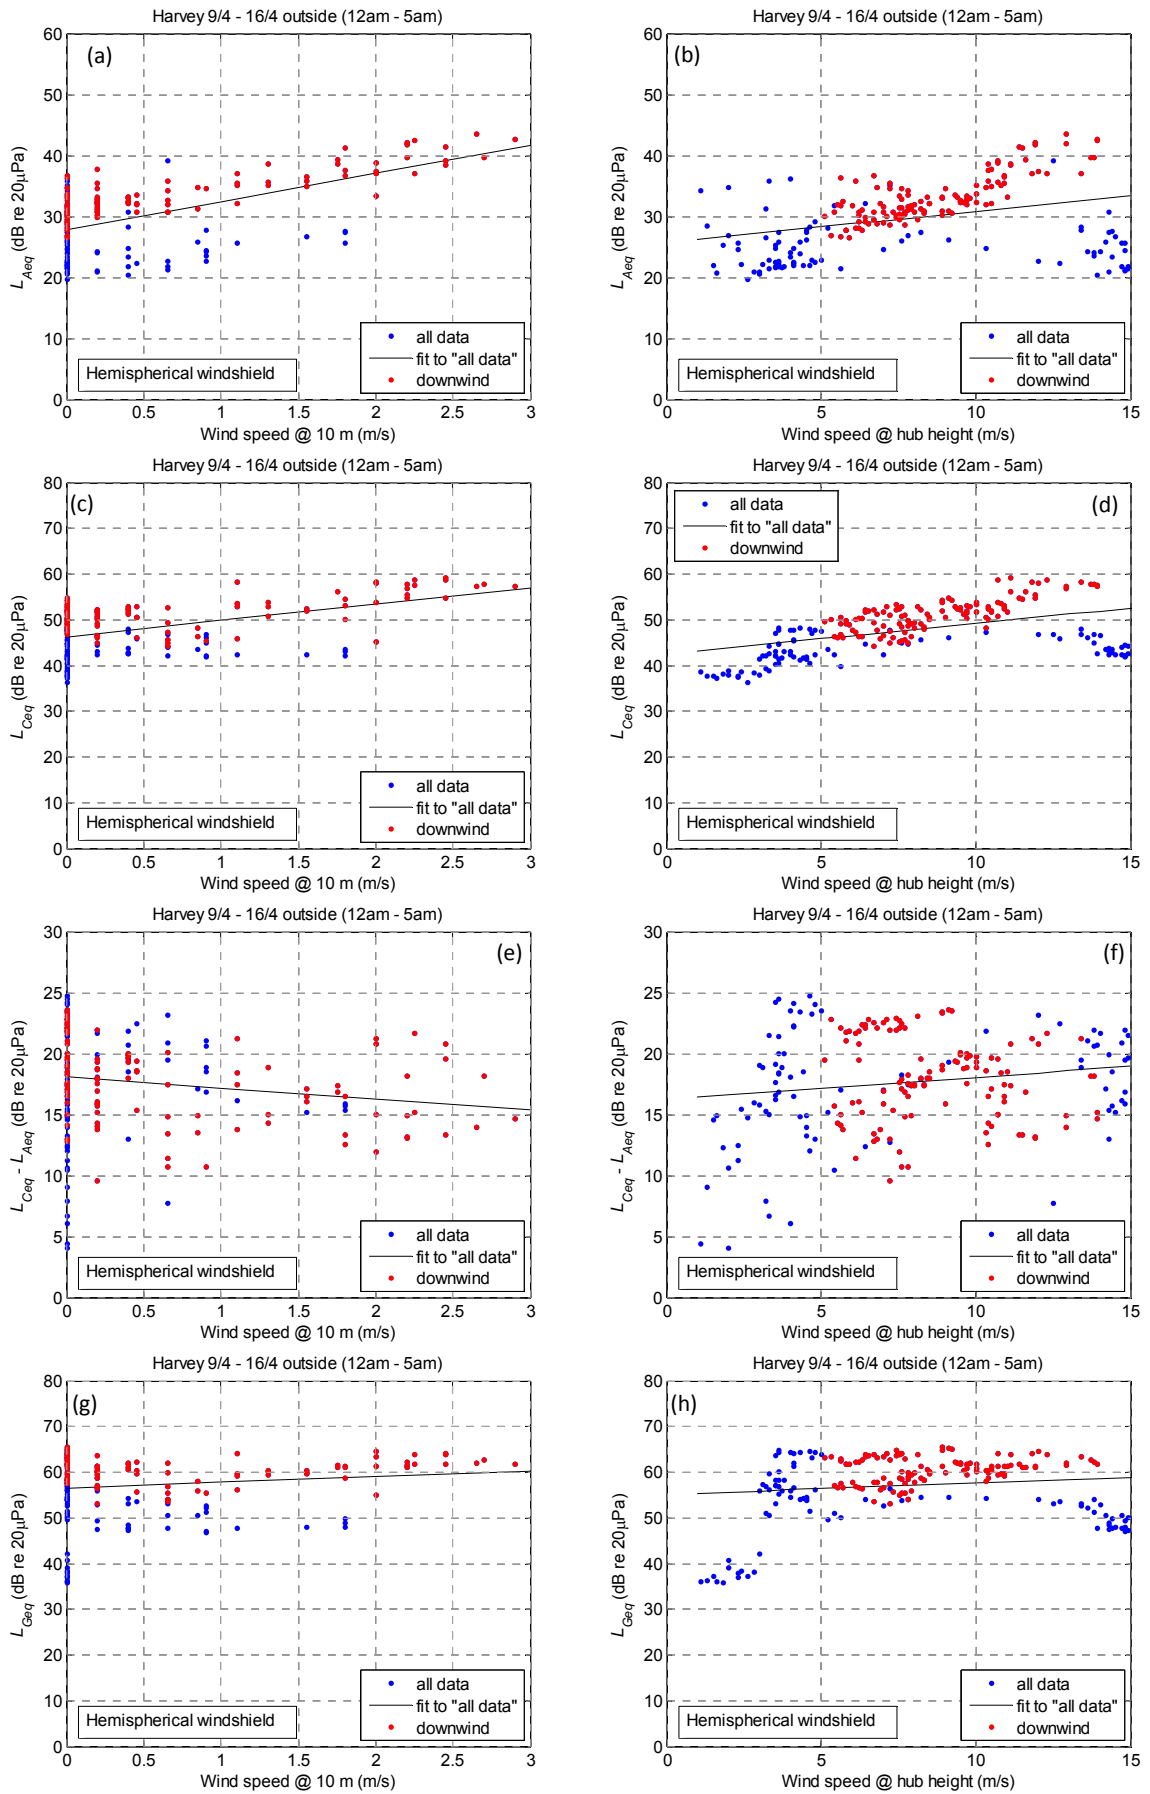 Harvey 9/4 - 16/4 outside (12am - 5am)
(a)
60
50
40
30
20
10
0
L_Aeq (dB re 20μPa)
all data
fit to "all data"
downwind
Hemispherical windshield
0 0.5 1 1.5 2 2.5 3
Wind speed @ 10 m (m/s)
Harvey 9/4 - 16/4 outside (12am - 5am)
(b)
60
50
40
30
20
10
0
L_Aeq (dB re 20μPa)
all data
fit to "all data"
downwind
Hemispherical windshield
0 5 10 15
Wind speed @ hub height (m/s)
Harvey 9/4 - 16/4 outside (12am - 5am)
(c)
80
70
60
50
40
30
20
10
0
L_Ceq (dB re 20μPa)
all data
fit to "all data"
downwind
Hemispherical windshield
0 0.5 1 1.5 2 2.5 3
Wind speed @ 10 m (m/s)
Harvey 9/4 - 16/4 outside (12am - 5am)
(d)
80
70
60
50
40
30
20
10
0
L_Ceq (dB re 20μPa)
all data
fit to "all data"
downwind
Hemispherical windshield
0 5 10 15
Wind speed @ hub height (m/s)
Harvey 9/4 - 16/4 outside (12am - 5am)
(e)
30
25
20
15
10
5
0
L_Ceq - L_Aeq (dB re 20μPa)
all data
fit to "all data"
downwind
Hemispherical windshield
0 0.5 1 1.5 2 2.5 3
Wind speed @ 10 m (m/s)
Harvey 9/4 - 16/4 outside (12am - 5am)
(f)
30
25
20
15
10
5
0
L_Ceq - L_Aeq (dB re 20μPa)
all data
fit to "all data"
downwind
Hemispherical windshield
0 5 10 15
Wind speed @ hub height (m/s)
Harvey 9/4 - 16/4 outside (12am - 5am)
(g)
80
70
60
50
40
30
20
10
0
L_Geq (dB re 20μPa)
all data
fit to "all data"
downwind
Hemispherical windshield
0 0.5 1 1.5 2 2.5 3
Wind speed @ 10 m (m/s)
Harvey 9/4 - 16/4 outside (12am - 5am)
(h)
80
70
60
50
40
30
20
10
0
L_Geq (dB re 20μPa)
all data
fit to "all data"
downwind
Hemispherical windshield
0 5 10 15
Wind speed @ hub height (m/s)